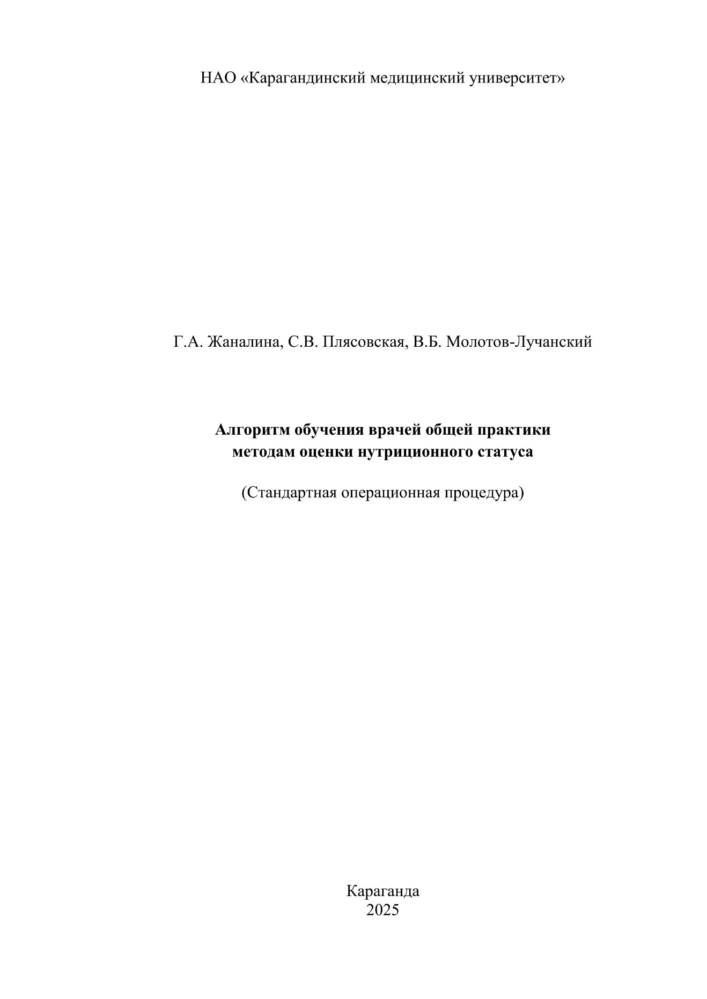 НАО «Карагандинский медицинский университет»
Г.А. Жаналина, С.В. Плясовская, В.Б. Молотов-Лучанский
Алгоритм обучения врачей общей практики
методам оценки нутриционного статуса
(Стандартная операционная процедура)
Караганда
2025